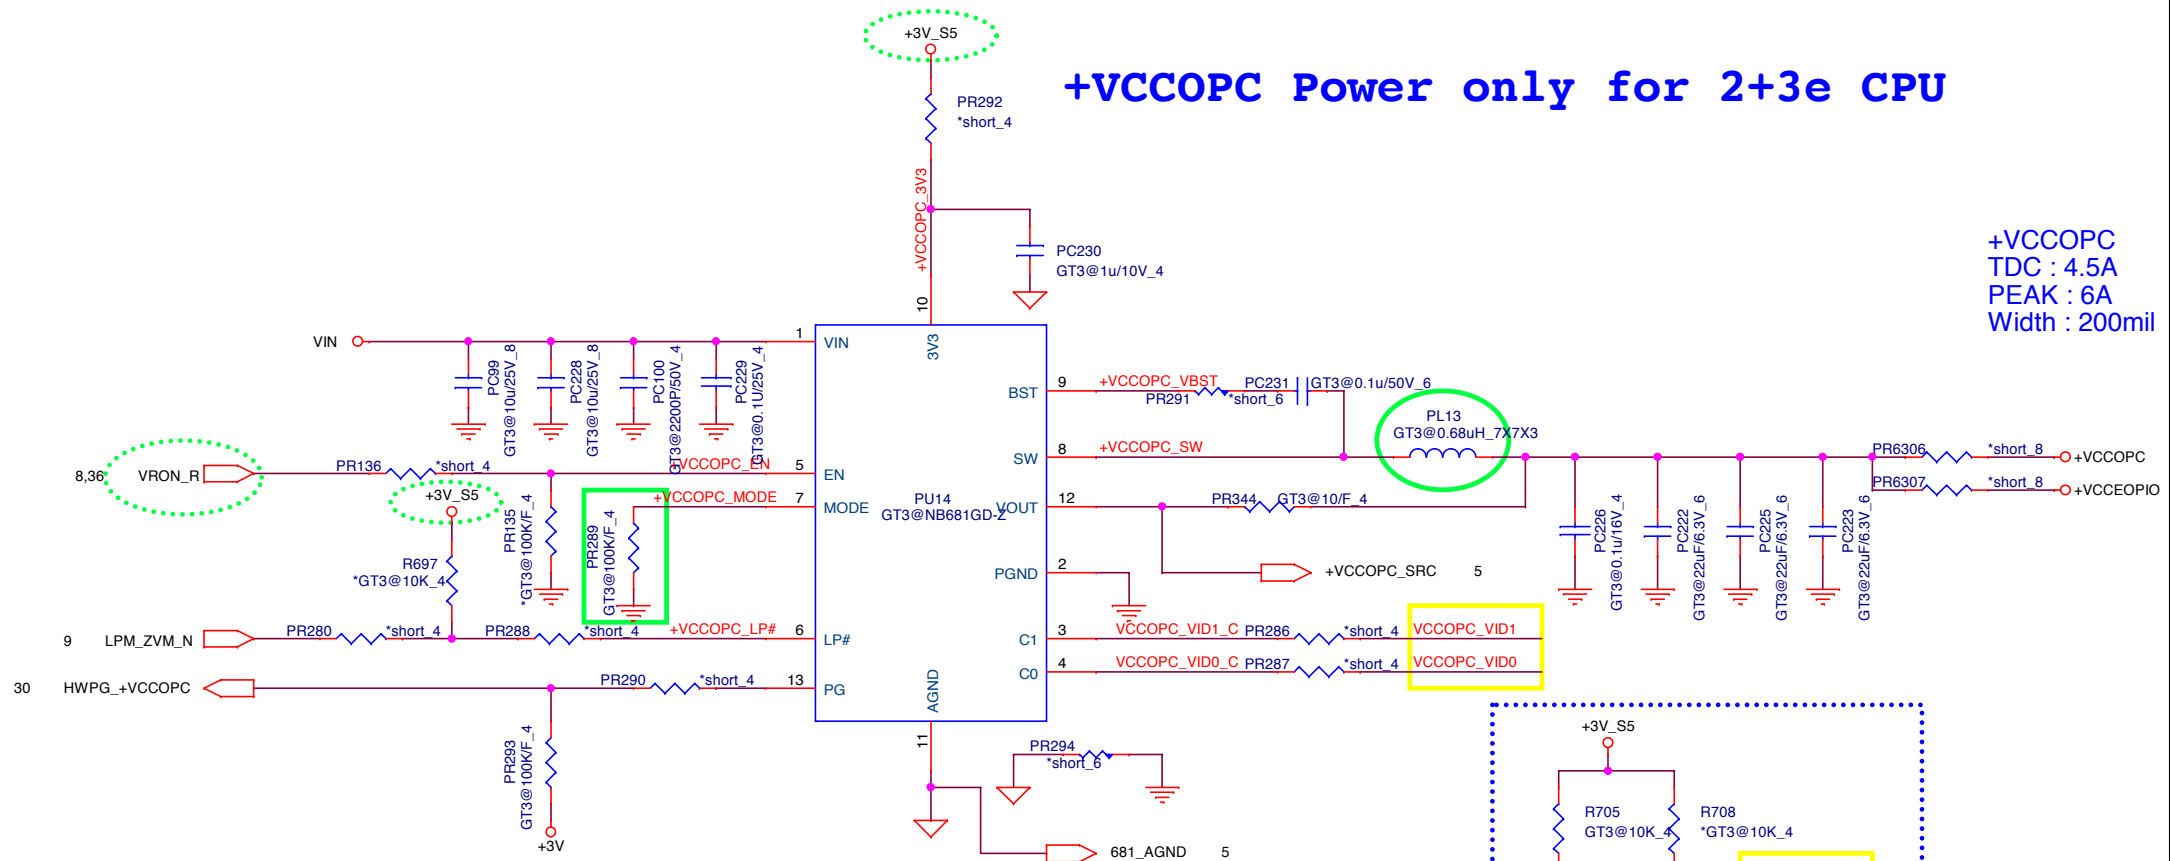 +3V_S5
+VCCOPC Power only for 2+3e CPU
PR292
*short_4
+VCCOPC_3V3
PC230
GT3@1u/10V_4
+VCCOPC
TDC : 4.5A
PEAK : 6A
Width : 200mil
10
VIN
1
VIN
3V3
PC99
GT3@10u/25V_8
PC228
GT3@10u/25V_8
PC100
GT3@2200P/50V_4
PC229
GT3@0.1U/25V_4
BST
9
+VCCOPC_VBST
PR291
*short_6
PC231
GT3@0.1u/50V_6
PL13
GT3@0.68uH_7X7X3
SW
8
+VCCOPC_SW
PR6306
*short_8
+VCCOPC
PR6307
*short_8
+VCCEOPIO
8,36
VRON_R
PR136
*short_4
+VCCOPC_EN
5
EN
+3V_S5
+VCCOPC_MODE
7
MODE
PU14
GT3@NB681GD-Z
VOUT
12
PR344
GT3@10/F_4
PR135
*GT3@100K/F_4
PR289
GT3@100K/F_4
PC226
GT3@0.1u/16V_4
PC222
GT3@22uF/6.3V_6
PC225
GT3@22uF/6.3V_6
PC223
GT3@22uF/6.3V_6
R697
*GT3@10K_4
PGND
2
+VCCOPC_SRC
5
9
LPM_ZVM_N
PR280
*short_4
PR288
*short_4
+VCCOPC_LP#
6
LP#
C1
3
VCCOPC_VID1_C
PR286
*short_4
VCCOPC_VID1
C0
4
VCCOPC_VID0_C
PR287
*short_4
VCCOPC_VID0
30
HWPG_+VCCOPC
PR290
*short_4
13
PG
AGND
11
PR293
GT3@100K/F_4
+3V
PR294
*short_6
681_AGND
5
+3V_S5
R705
GT3@10K_4
R708
*GT3@10K_4